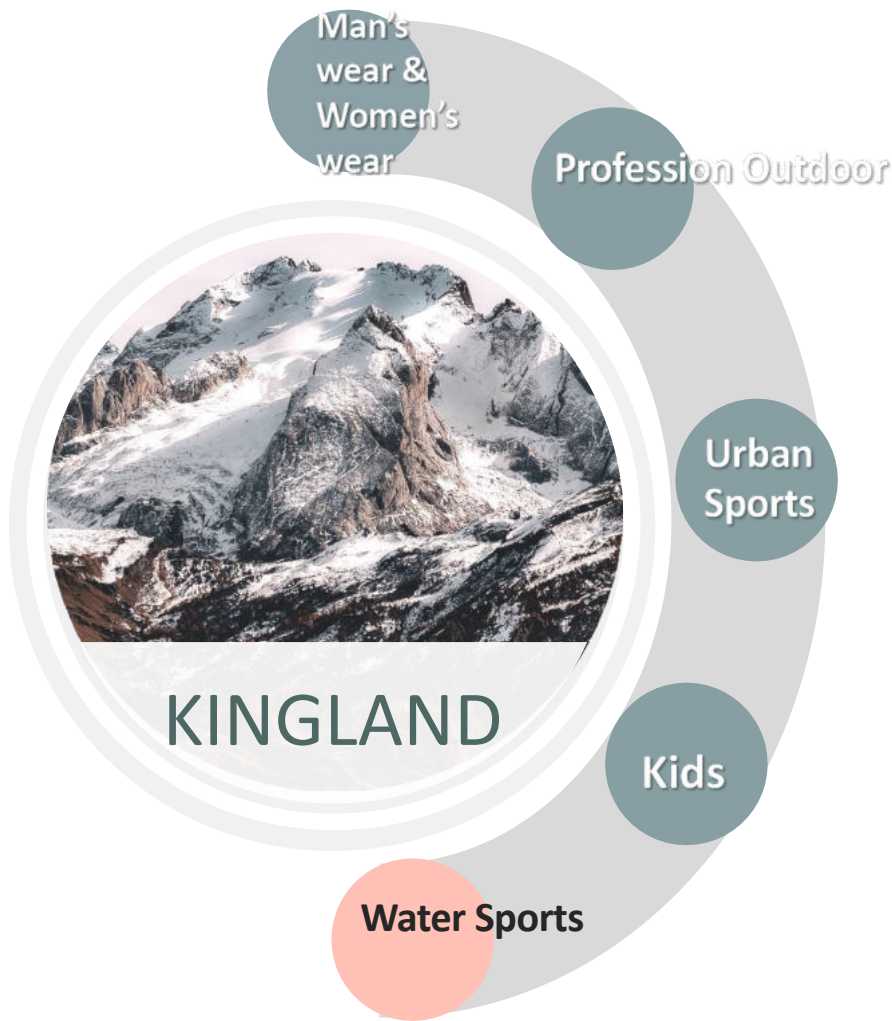 Man's
wear &
Women's
wear
Profession Outdoor
Urban
Sports
Kids
KINGLAND
Water Sports